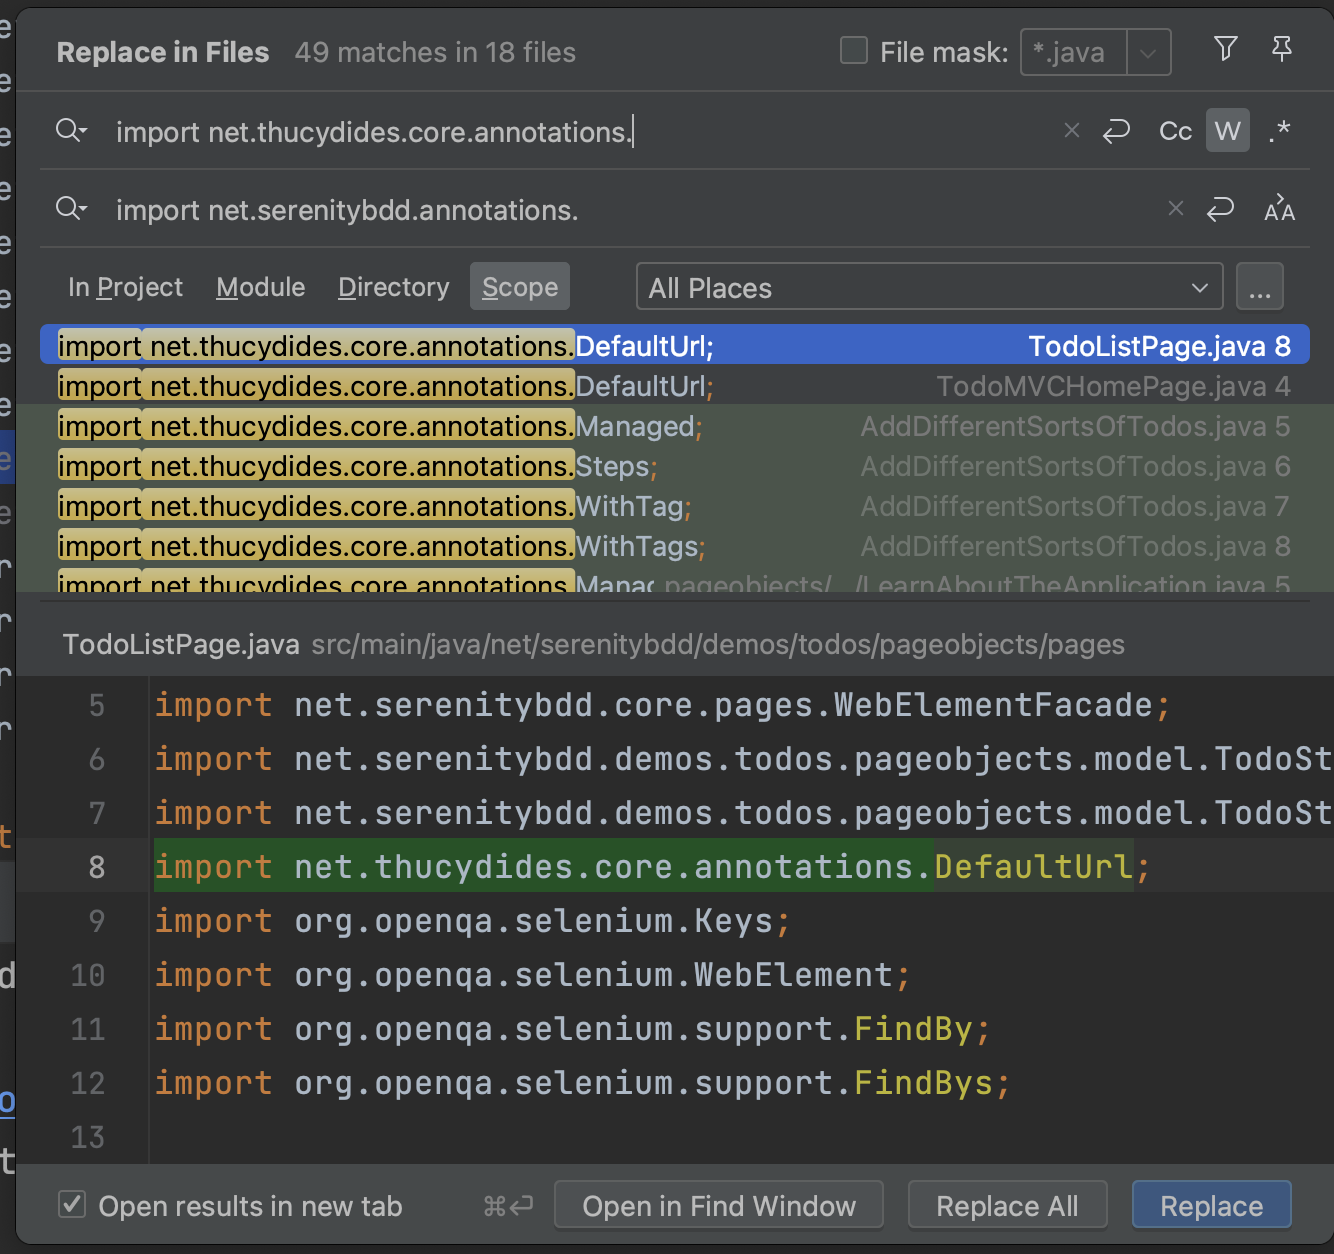 Replace in Files 49 matches in 18 files File mask: *.java
import net.thucydides.core.annotations. Cc W .*
import net.serenitybdd.annotations. AA
In Project Module Directory Scope All Places ...
import net.thucydides.core.annotations.DefaultUrl; TodoListPage.java 8
import net.thucydides.core.annotations.DefaultUrl; TodoMVCHomePage.java 4
import net.thucydides.core.annotations.Managed; AddDifferentSortsOfTodos.java 5
import net.thucydides.core.annotations.Steps; AddDifferentSortsOfTodos.java 6
import net.thucydides.core.annotations.WithTag; AddDifferentSortsOfTodos.java 7
import net.thucydides.core.annotations.WithTags; AddDifferentSortsOfTodos.java 8
import net.thucydides.core.annotations.Manag pageobjects/.../LearnAboutTheApplication.java 5
TodoListPage.java src/main/java/net/serenitybdd/demos/todos/pageobjects/pages
5 import net.serenitybdd.core.pages.WebElementFacade;
6 import net.serenitybdd.demos.todos.pageobjects.model.TodoSt
7 import net.serenitybdd.demos.todos.pageobjects.model.TodoSt
8 import net.thucydides.core.annotations.DefaultUrl;
9 import org.openqa.selenium.Keys;
10 import org.openqa.selenium.WebElement;
11 import org.openqa.selenium.support.FindBy;
12 import org.openqa.selenium.support.FindBys;
13
Open results in new tab ⌘↩ Open in Find Window Replace All Replace